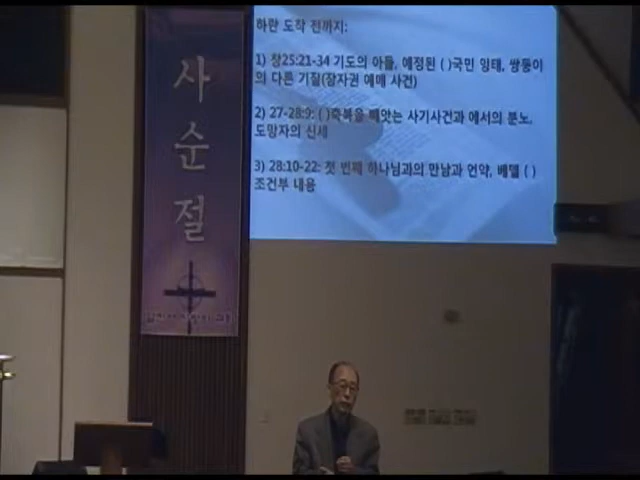 사순절
하란 도착 전까지:
1) 창25:21-34 기도의 아들, 예정된 ( )국민 잉태, 쌍둥이
의 다른 기질(장자권 예매 사건)
2) 27-28:9: ( )축복을 빼앗는 사기사건과 에서의 분노,
도망자의 신세
3) 28:10-22: 첫 번째 하나님과의 만남과 언약, 베델 ( )
조건부 내용